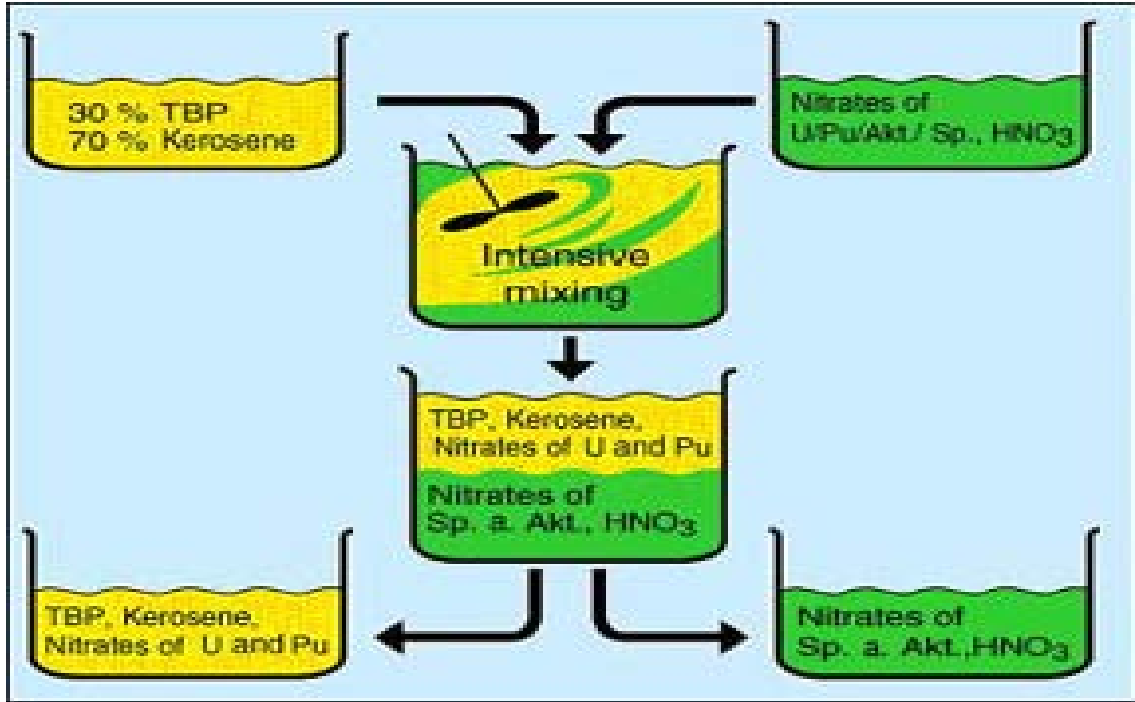 30 % TBP
70 % Kerosene
Nitrates of
U/Pu/Akt./ Sp., HNO₃
Intensive
mixing
TBP, Kerosene,
Nitrates of U and Pu
Nitrates of
Sp. a. Akt., HNO₃
TBP, Kerosene,
Nitrates of U and Pu
Nitrates of
Sp. a. Akt.,HNO₃